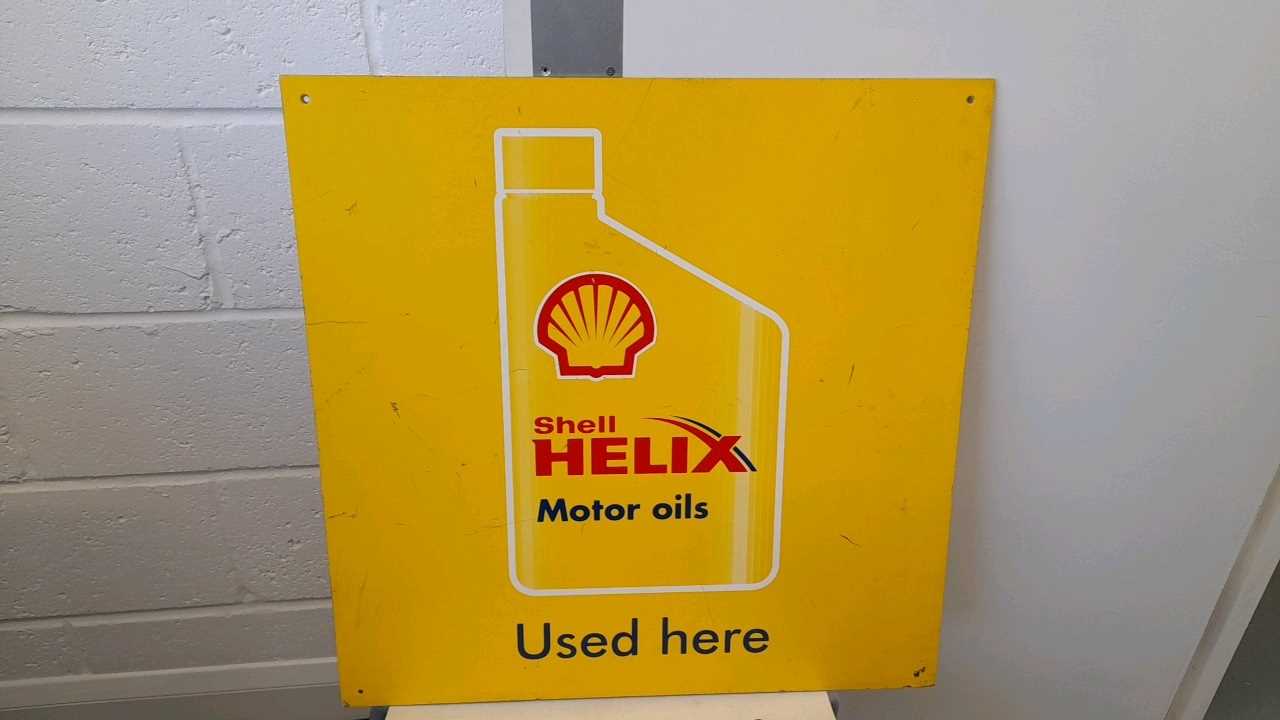 Shell
HELIX
Motor oils
Used here